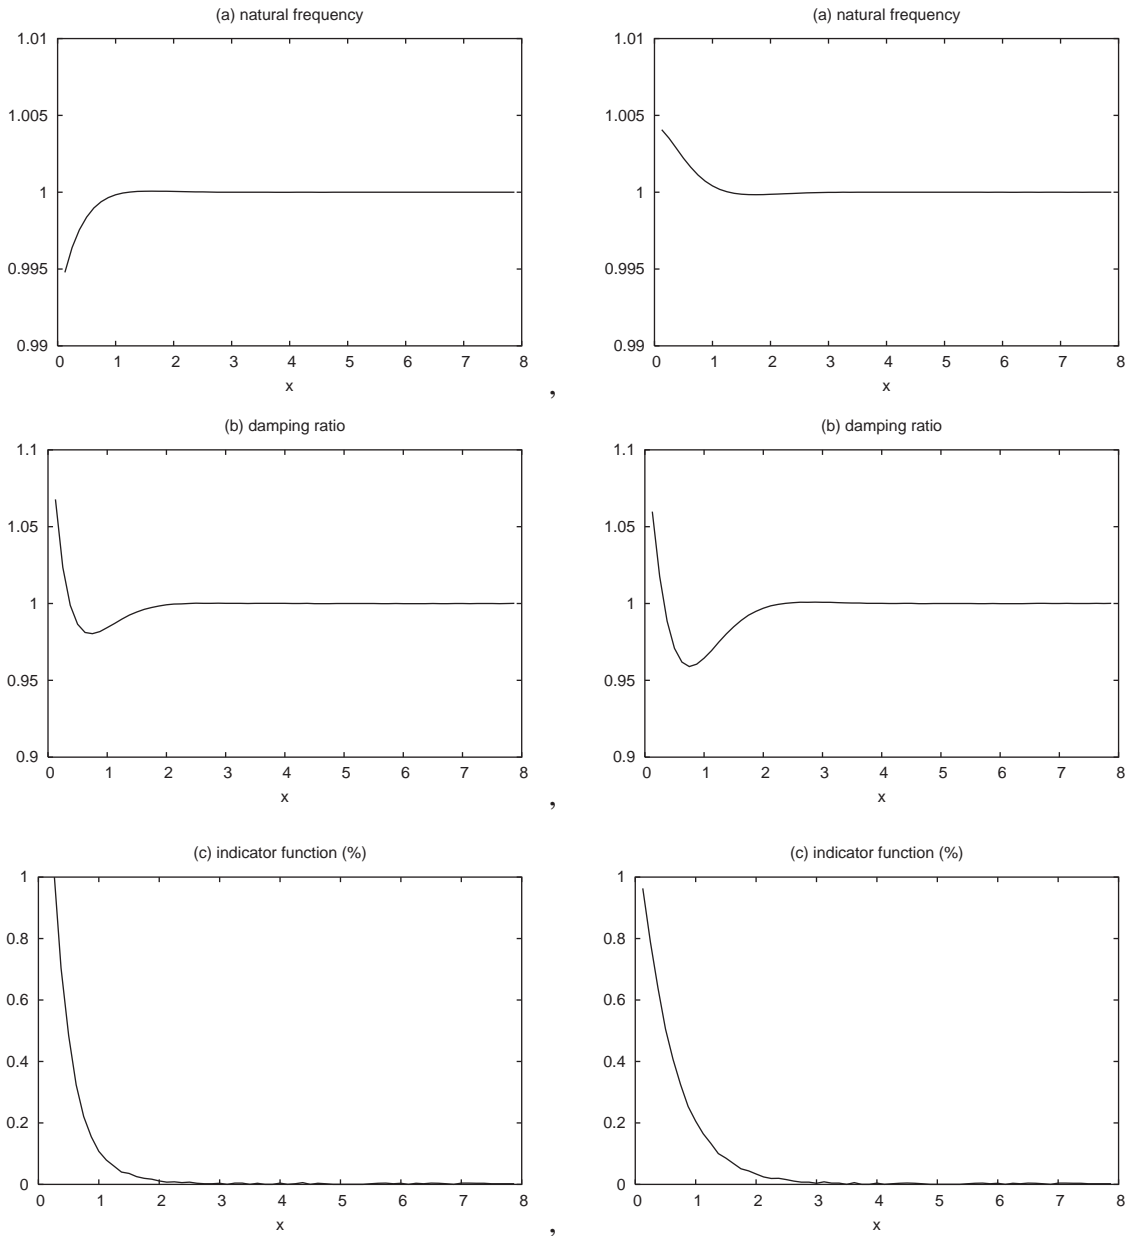 (a) natural frequency
1.01
1.005
1
0.995
0.99
0 1 2 3 4 5 6 7 8
x
,
(a) natural frequency
1.01
1.005
1
0.995
0.99
0 1 2 3 4 5 6 7 8
x
(b) damping ratio
1.1
1.05
1
0.95
0.9
0 1 2 3 4 5 6 7 8
x
,
(b) damping ratio
1.1
1.05
1
0.95
0.9
0 1 2 3 4 5 6 7 8
x
(c) indicator function (%)
1
0.8
0.6
0.4
0.2
0
0 1 2 3 4 5 6 7 8
x
,
(c) indicator function (%)
1
0.8
0.6
0.4
0.2
0
0 1 2 3 4 5 6 7 8
x